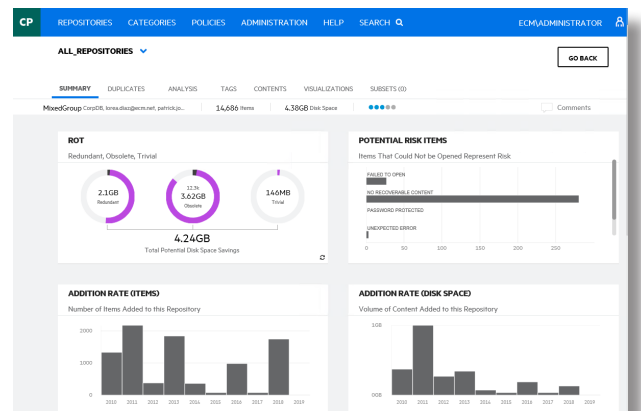 CP REPOSITORIES CATEGORIES POLICIES ADMINISTRATION HELP SEARCH ECM\ADMINISTRATOR
ALL_REPOSITORIES
GO BACK
SUMMARY DUPLICATES ANALYSIS TAGS CONTENTS VISUALIZATIONS SUBSETS (0)
MixedGroup CorpDB, lorea.diaz@ecm.net, patrick.jo... 14,686 Items 4.38GB Disk Space Comments
ROT
Redundant, Obsolete, Trivial
2.1GB
Redundant
12.3k
3.62GB
Obsolete
146MB
Trivial
4.24GB
Total Potential Disk Space Savings
POTENTIAL RISK ITEMS
Items That Could Not be Opened Represent Risk
FAILED TO OPEN
NO RECOVERABLE CONTENT
PASSWORD PROTECTED
UNEXPECTED ERROR
0 50 100 150 200 250
ADDITION RATE (ITEMS)
Number of Items Added to this Repository
2000
1000
0
2010 2011 2012 2013 2014 2015 2016 2017 2018 2019
ADDITION RATE (DISK SPACE)
Volume of Content Added to this Repository
1GB
0GB
2010 2011 2012 2013 2014 2015 2016 2017 2018 2019